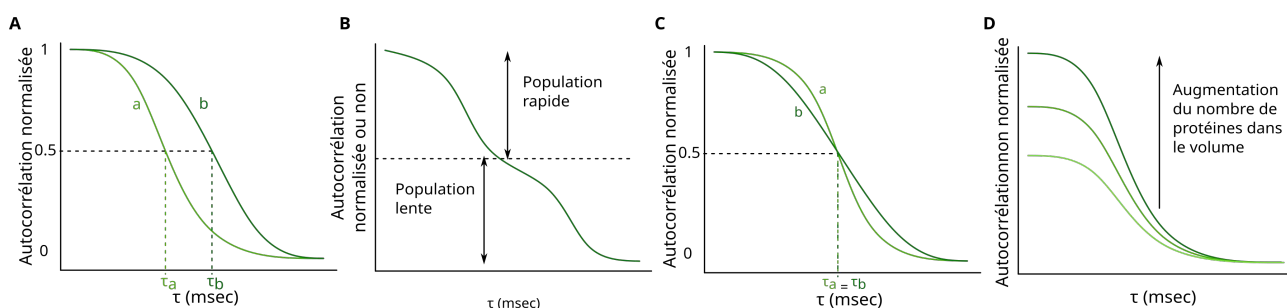 A
Autocorrélation normalisée
1
0.5
0
a
b
τa
τb
τ (msec)
B
Autocorrélation
normalisée ou non
Population
rapide
Population
lente
τ (msec)
C
Autocorrélation normalisée
1
0.5
0
a
b
τa = τb
τ (msec)
D
Autocorrélationnon normalisée
Augmentation
du nombre de
protéines dans
le volume
τ (msec)